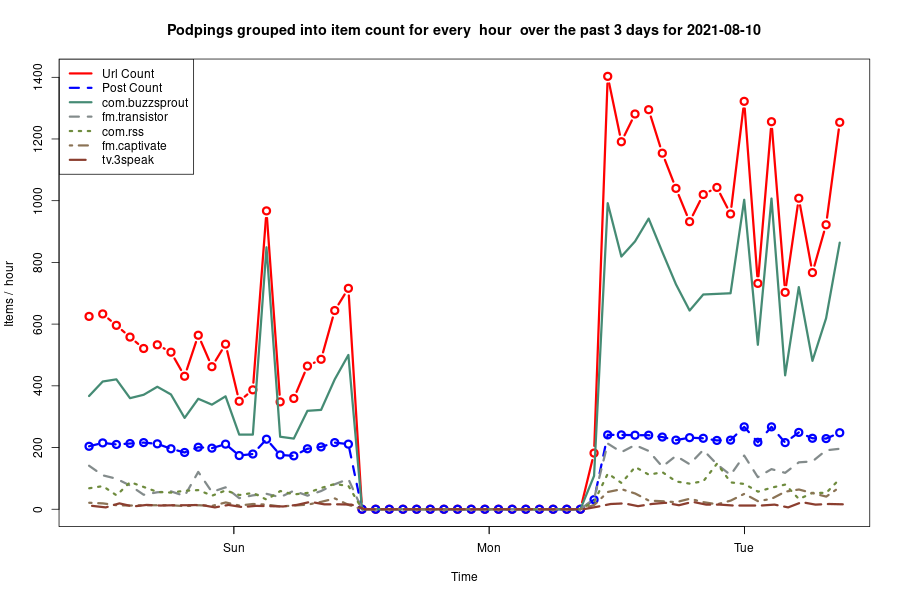 Podpings grouped into item count for every  hour  over the past 3 days for 2021-08-10
Url Count
Post Count
com.buzzsprout
fm.transistor
com.rss
fm.captivate
tv.3speak
Items /  hour
1400
1200
1000
800
600
400
200
0
Sun
Mon
Tue
Time